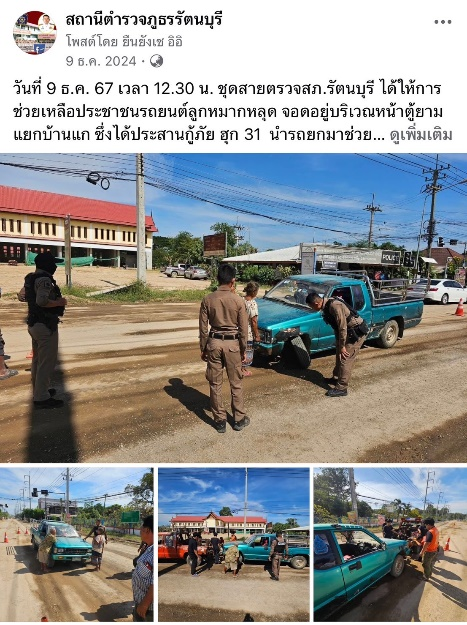 สถานีตำรวจภูธรรัตนบุรี
โพสต์โดย ยืนยังเซ อิอิ
9 ธ.ค. 2024
วันที่ 9 ธ.ค. 67 เวลา 12.30 น. ชุดสายตรวจสภ.รัตนบุรี ได้ให้การ
ช่วยเหลือประชาชนรถยนต์ลูกหมากหลุด จอดอยู่บริเวณหน้าตู้ยาม
แยกบ้านแก ซึ่งได้ประสานกู้ภัย ฮุก 31 นำรถยกมาช่วย... ดูเพิ่มเติม
POLICE